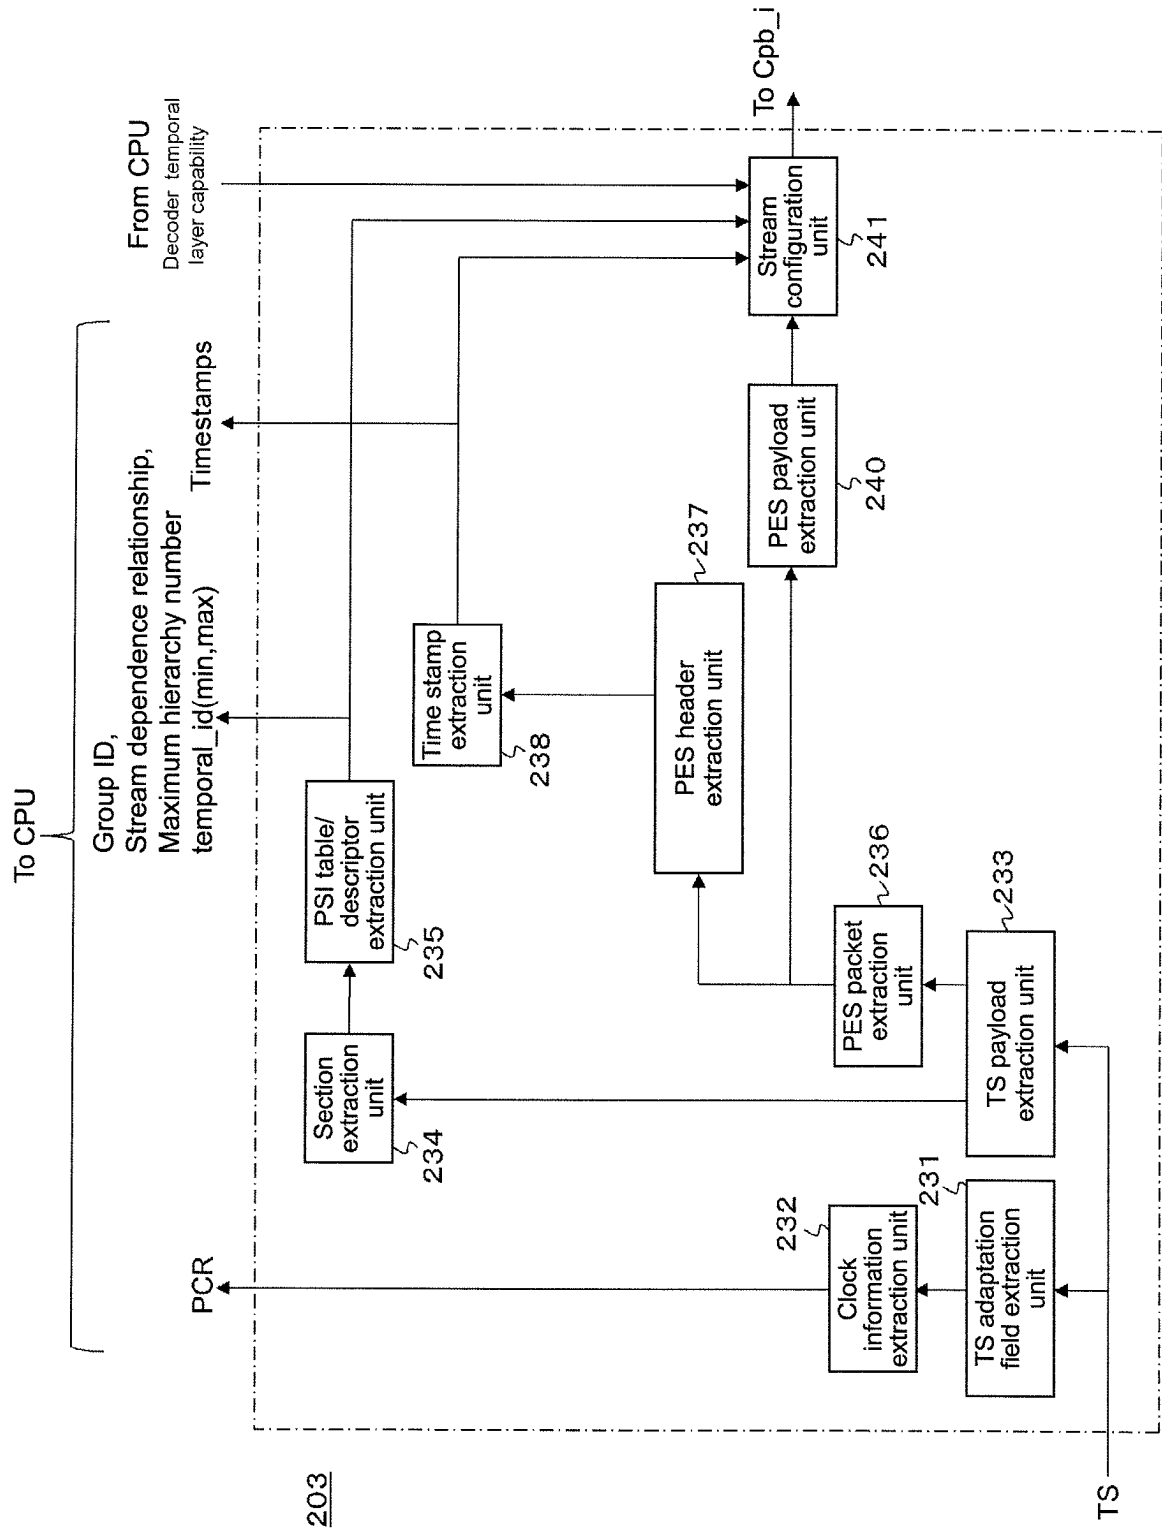 203
To CPU
PCR
Group ID,
Stream dependence relationship,
Maximum hierarchy number
temporal_id(min,max)
Timestamps
From CPU
Decoder temporal
layer capability
Section
extraction
unit
234
PSI table/
descriptor
extraction unit
235
Time stamp
extraction
unit
238
PES header
extraction unit
237
Clock
information
extraction unit
232
PES packet
extraction
unit
236
PES payload
extraction unit
240
Stream
configuration
unit
241
To Cpb_i
TS adaptation
field extraction
unit
231
TS payload
extraction unit
233
TS